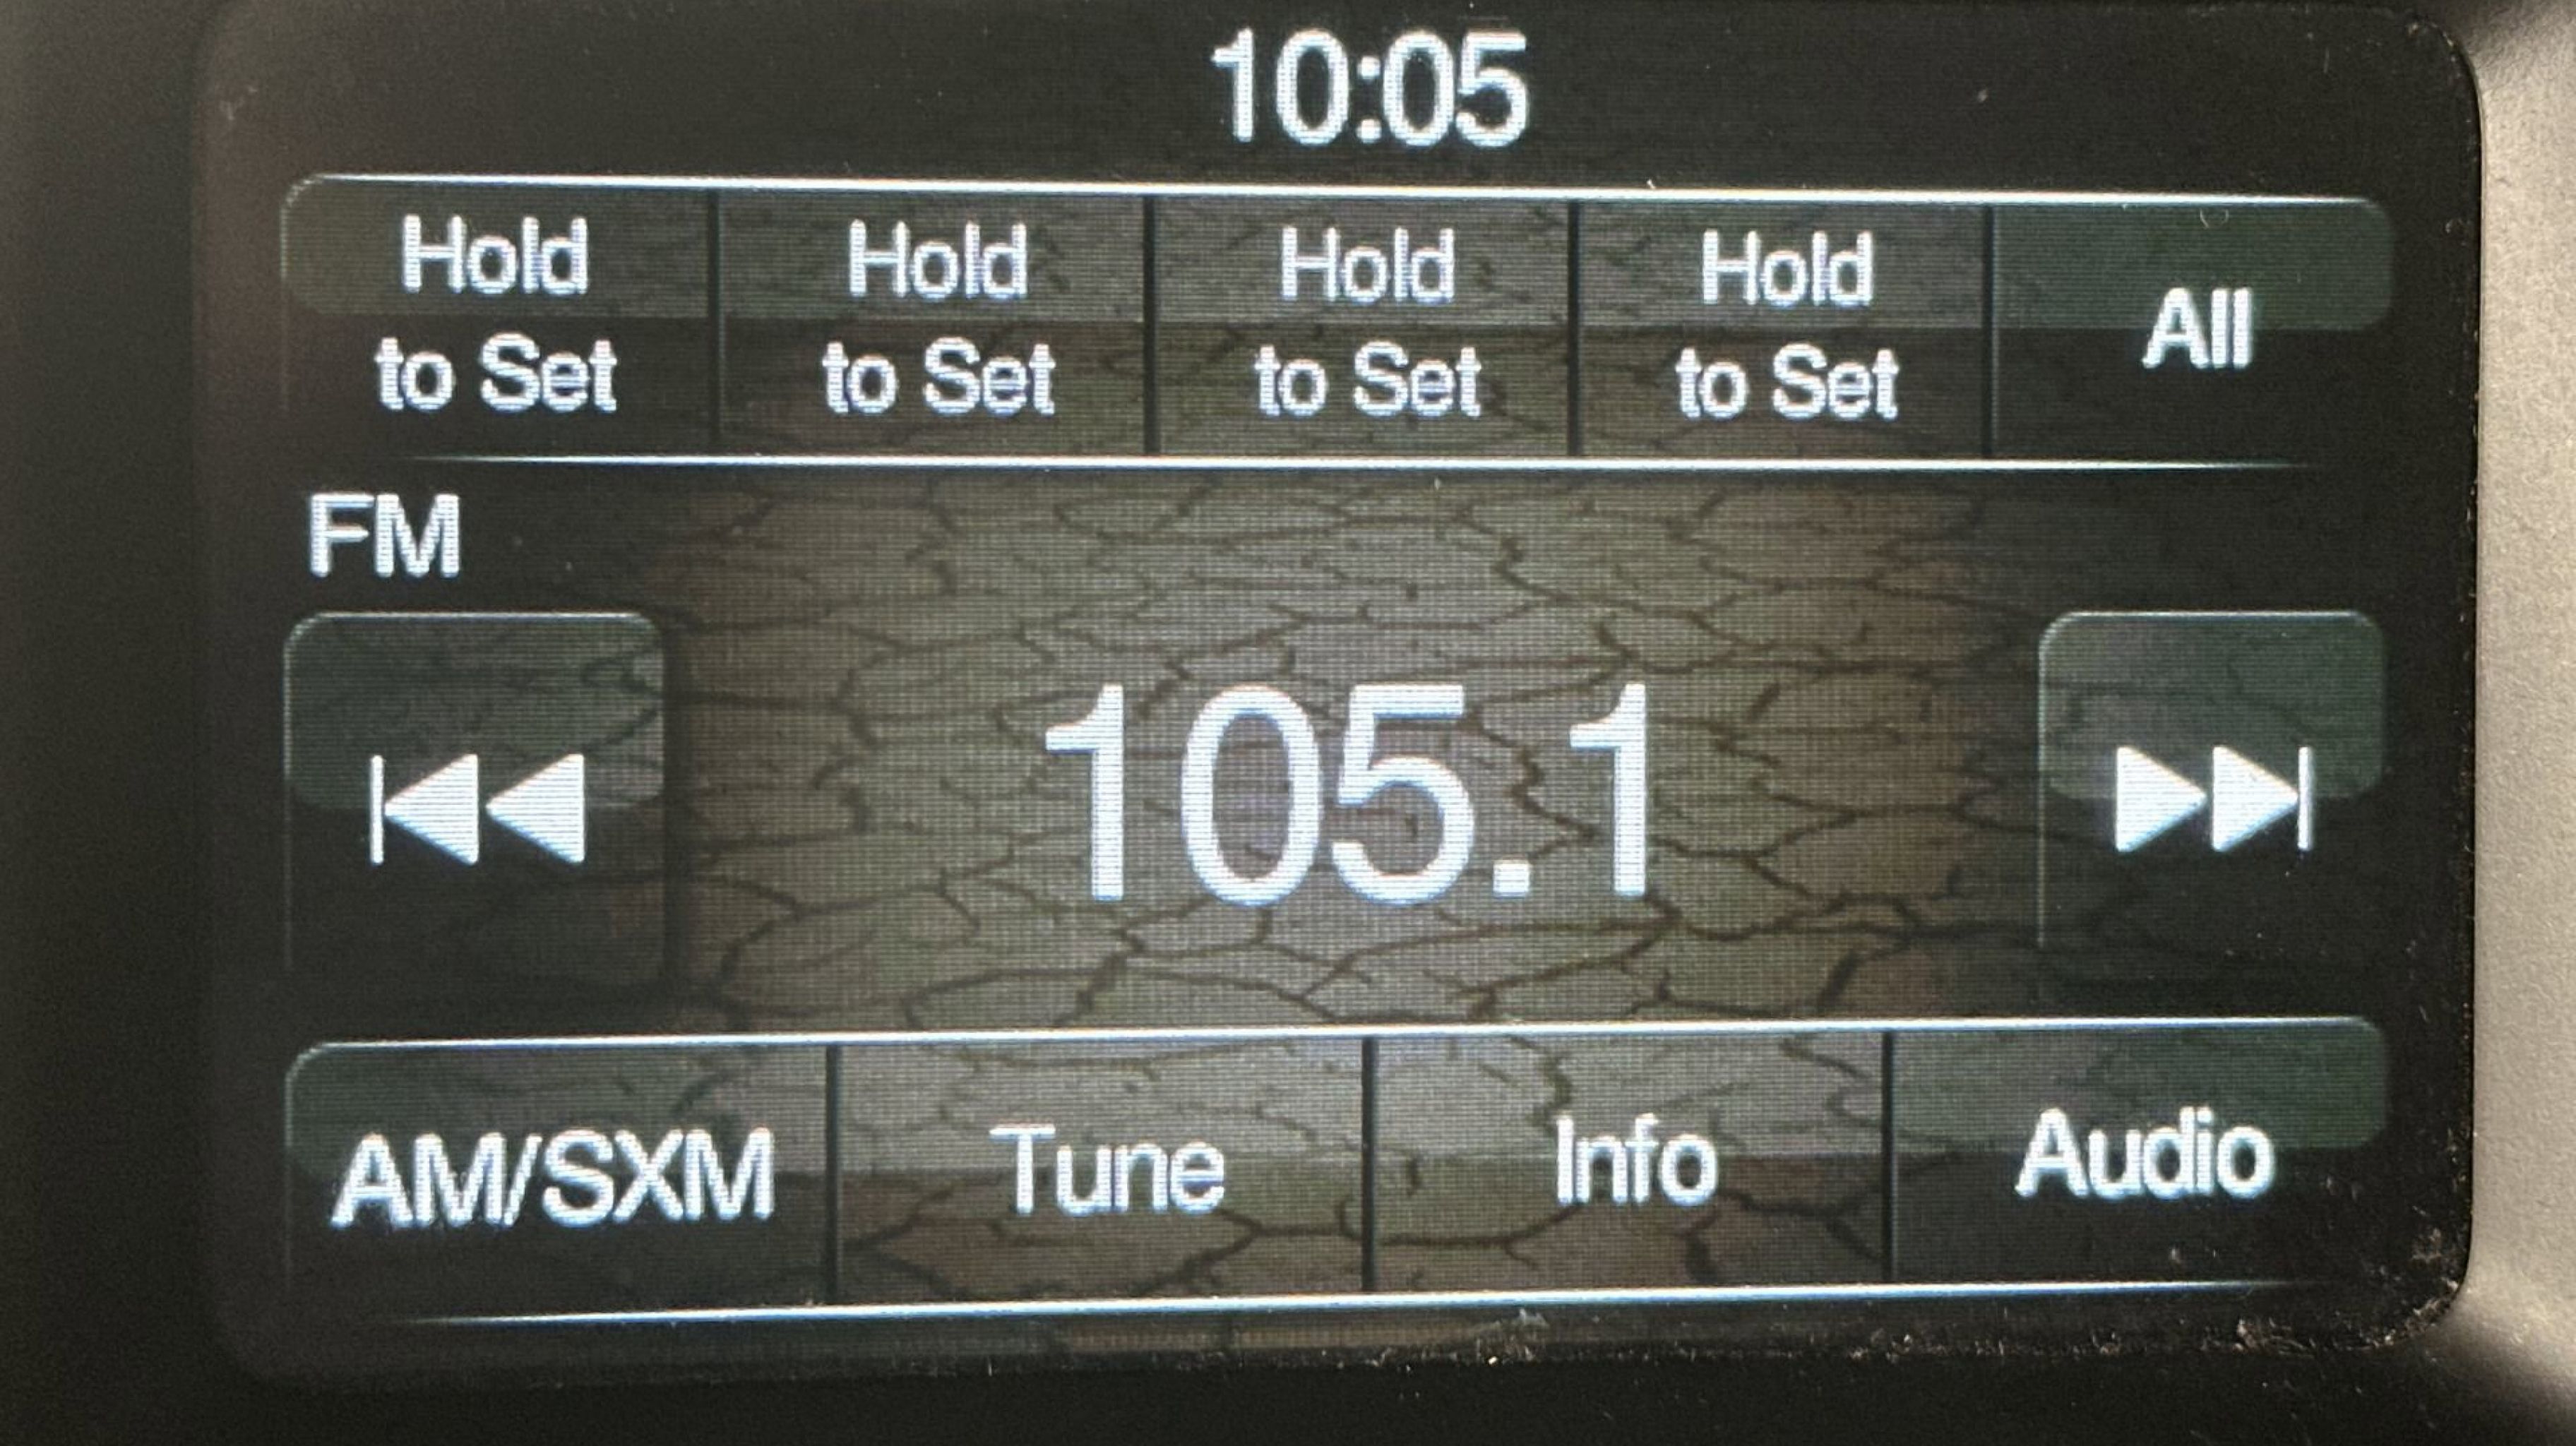 10:05
Hold Hold Hold Hold All
to Set to Set to Set to Set
FM
105.1
AM/SXM Tune Info Audio